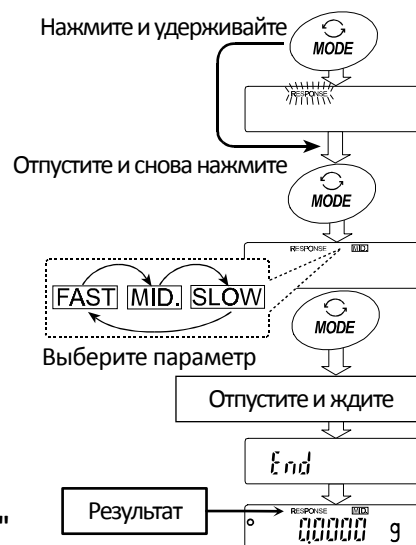 Нажмите и удерживайте
MODE
RESPONSE
Отпустите и снова нажмите
MODE
RESPONSE MID.
FAST MID. SLOW
MODE
Выберите параметр
Отпустите и ждите
End
Результат
RESPONSE MID.
0.0000 g
"